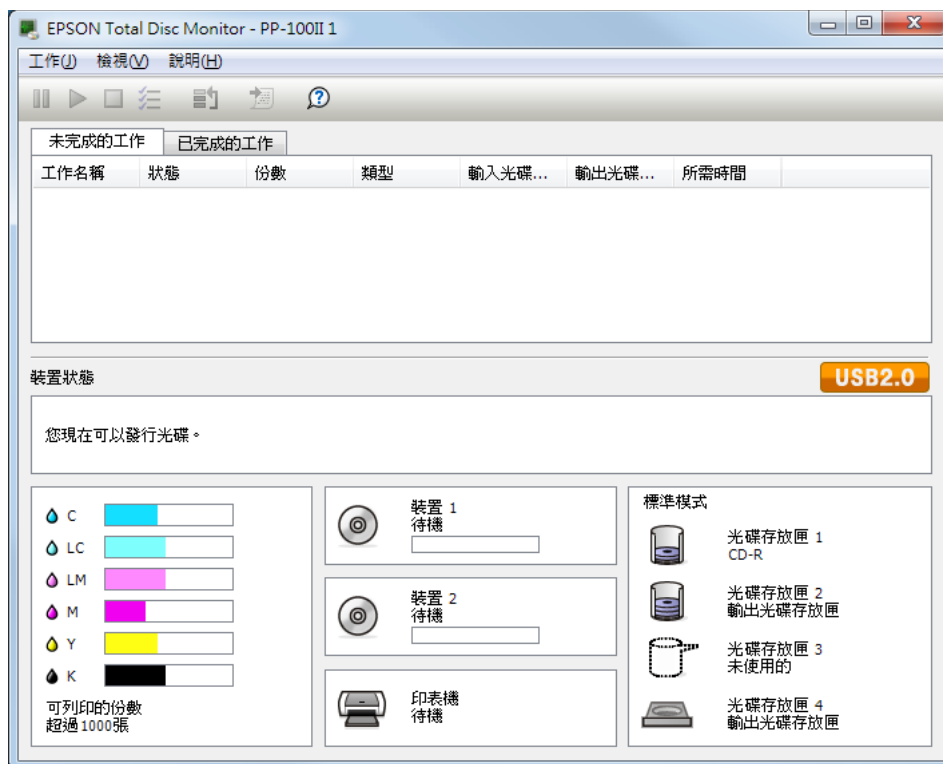 EPSON Total Disc Monitor - PP-100II 1
工作(J) 檢視(V) 說明(H)
未完成的工作 已完成的工作
工作名稱 狀態 份數 類型 輸入光碟... 輸出光碟... 所需時間
裝置狀態
USB2.0
您現在可以發行光碟。
C
LC
LM
M
Y
K
可列印的份數
超過1000張
裝置 1
待機
裝置 2
待機
印表機
待機
標準模式
光碟存放匣 1
CD-R
光碟存放匣 2
輸出光碟存放匣
光碟存放匣 3
未使用的
光碟存放匣 4
輸出光碟存放匣